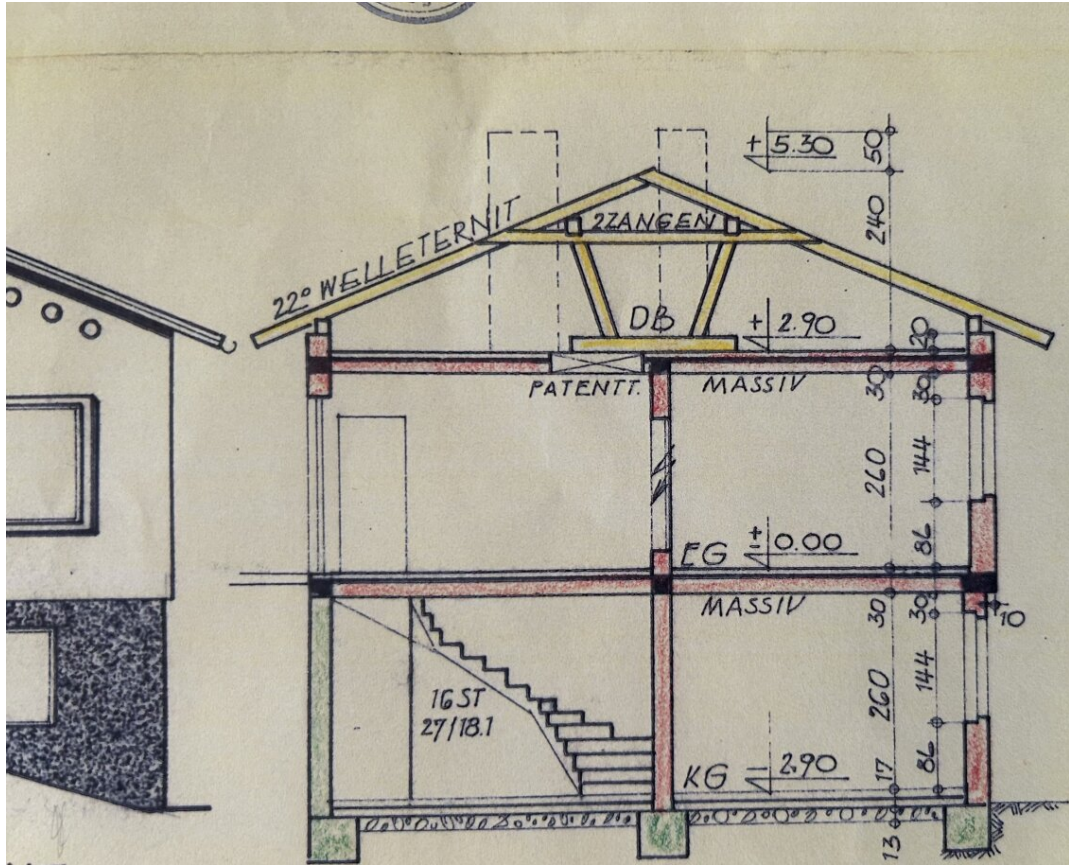 + 5.30
50
240
22° WELLETERNIT
2ZANGEN
DB
+ 2.90
20
PATENTT.
MASSIV
30
30
260
144
86
EG ± 0.00
MASSIV
30
30
10
16 ST
27/18.1
260
144
86
KG - 2.90
17
13